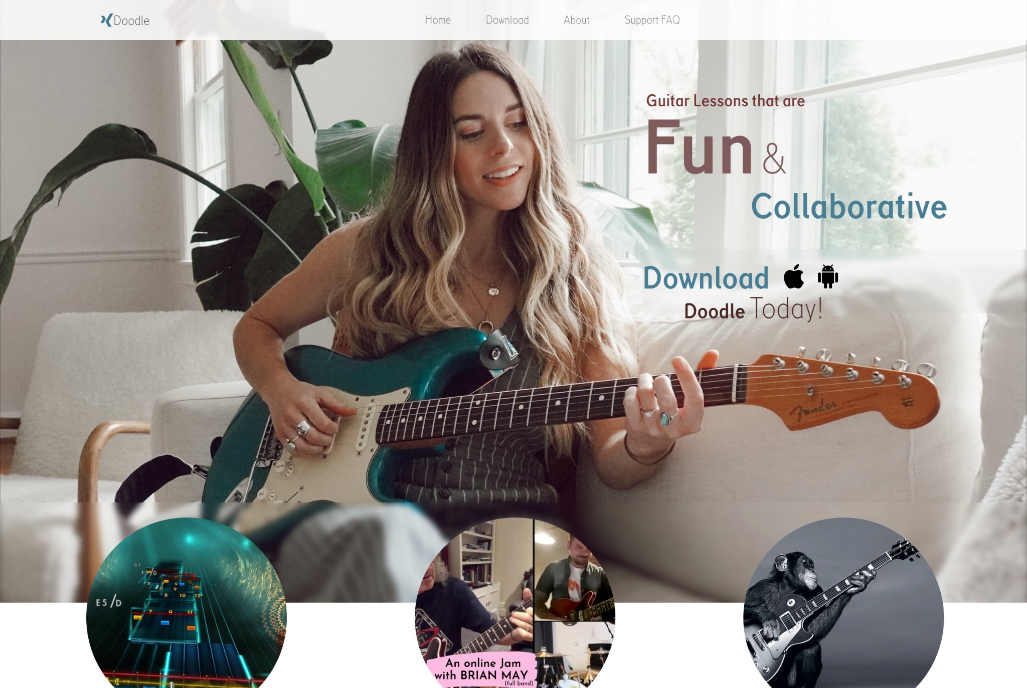 Doodle
Home Download About Support FAQ
Guitar Lessons that are
Fun &
Collaborative
Download
Doodle Today!
Fender
E5/D
An online Jam
with BRIAN MAY
(full band)